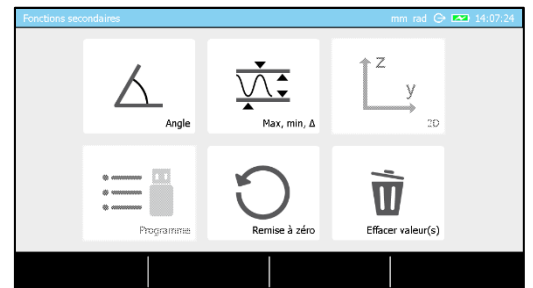 Fonctions secondaires
mm rad 14:07:24
Angle
Max, min, Δ
z
y
2D
Programme
Remise à zéro
Effacer valeur(s)